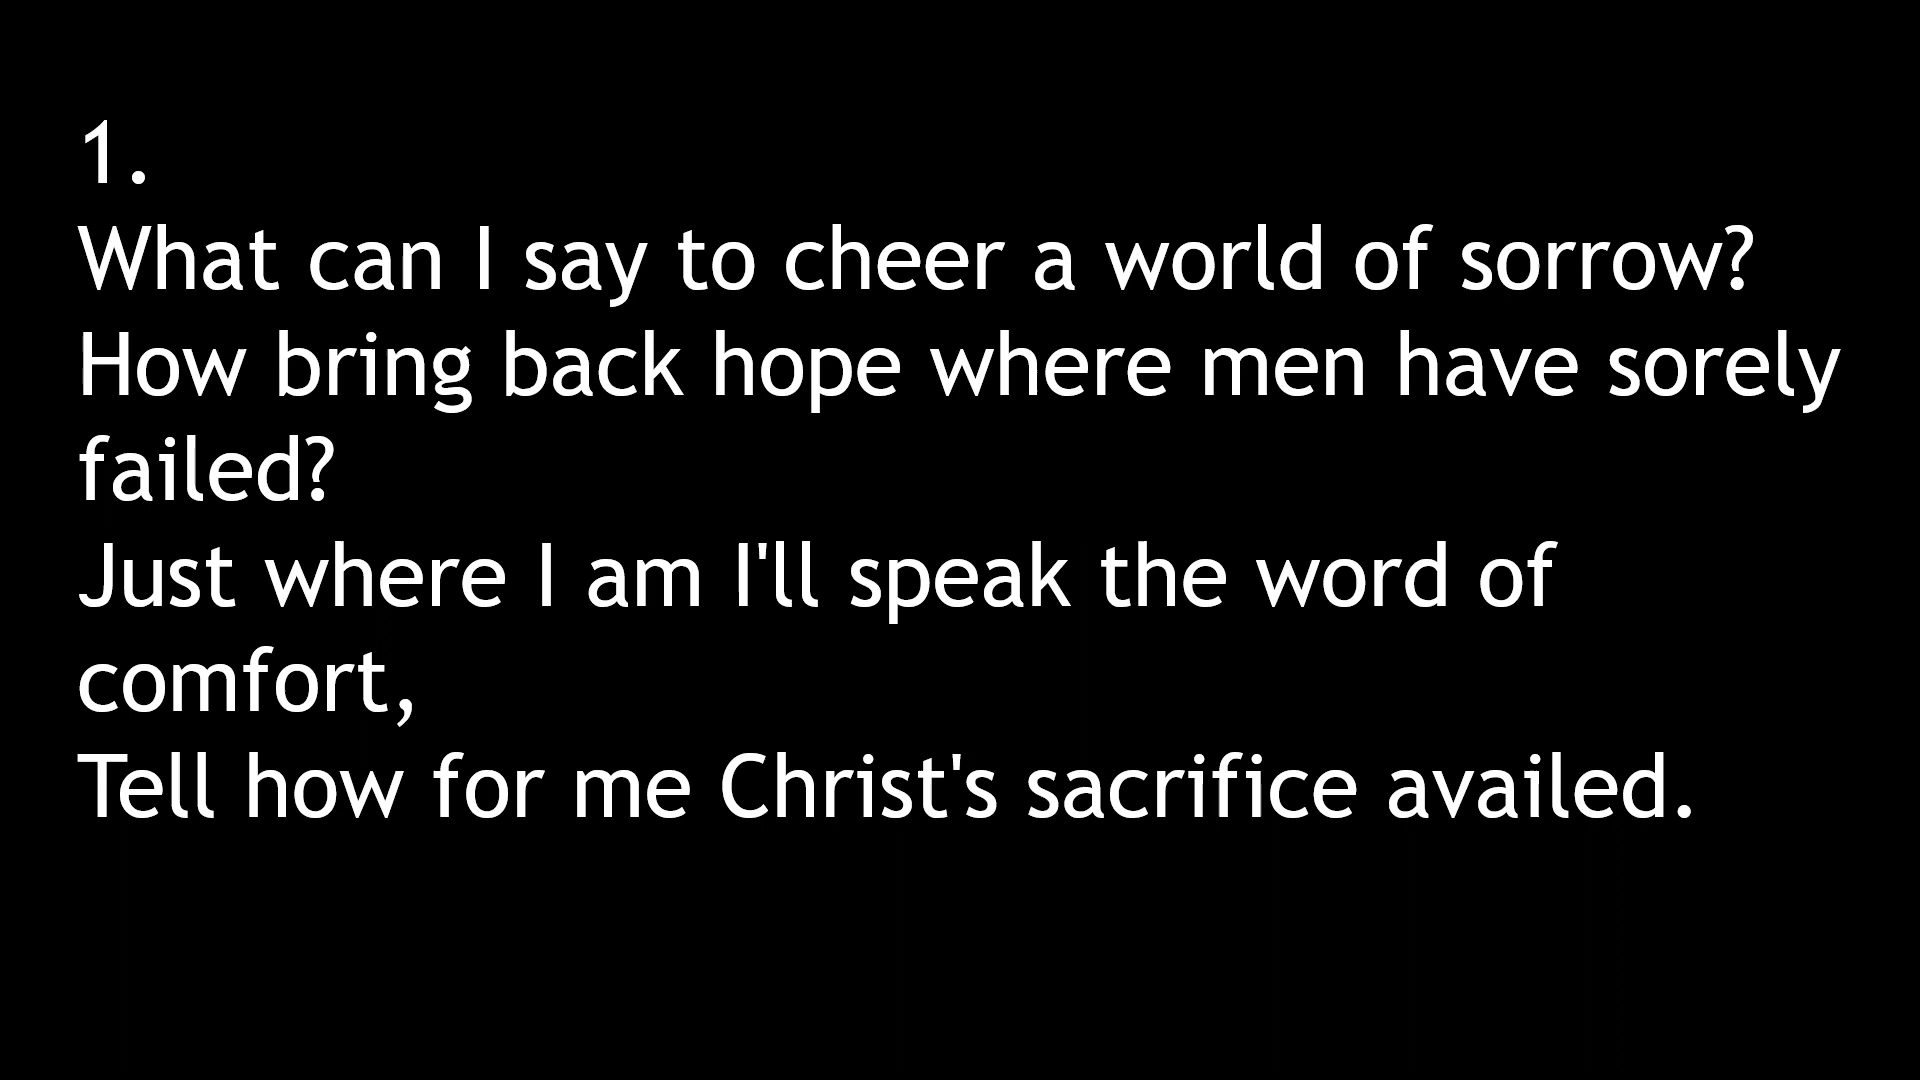 1.
What can I say to cheer a world of sorrow?
How bring back hope where men have sorely
failed?
Just where I am I'll speak the word of
comfort,
Tell how for me Christ's sacrifice availed.